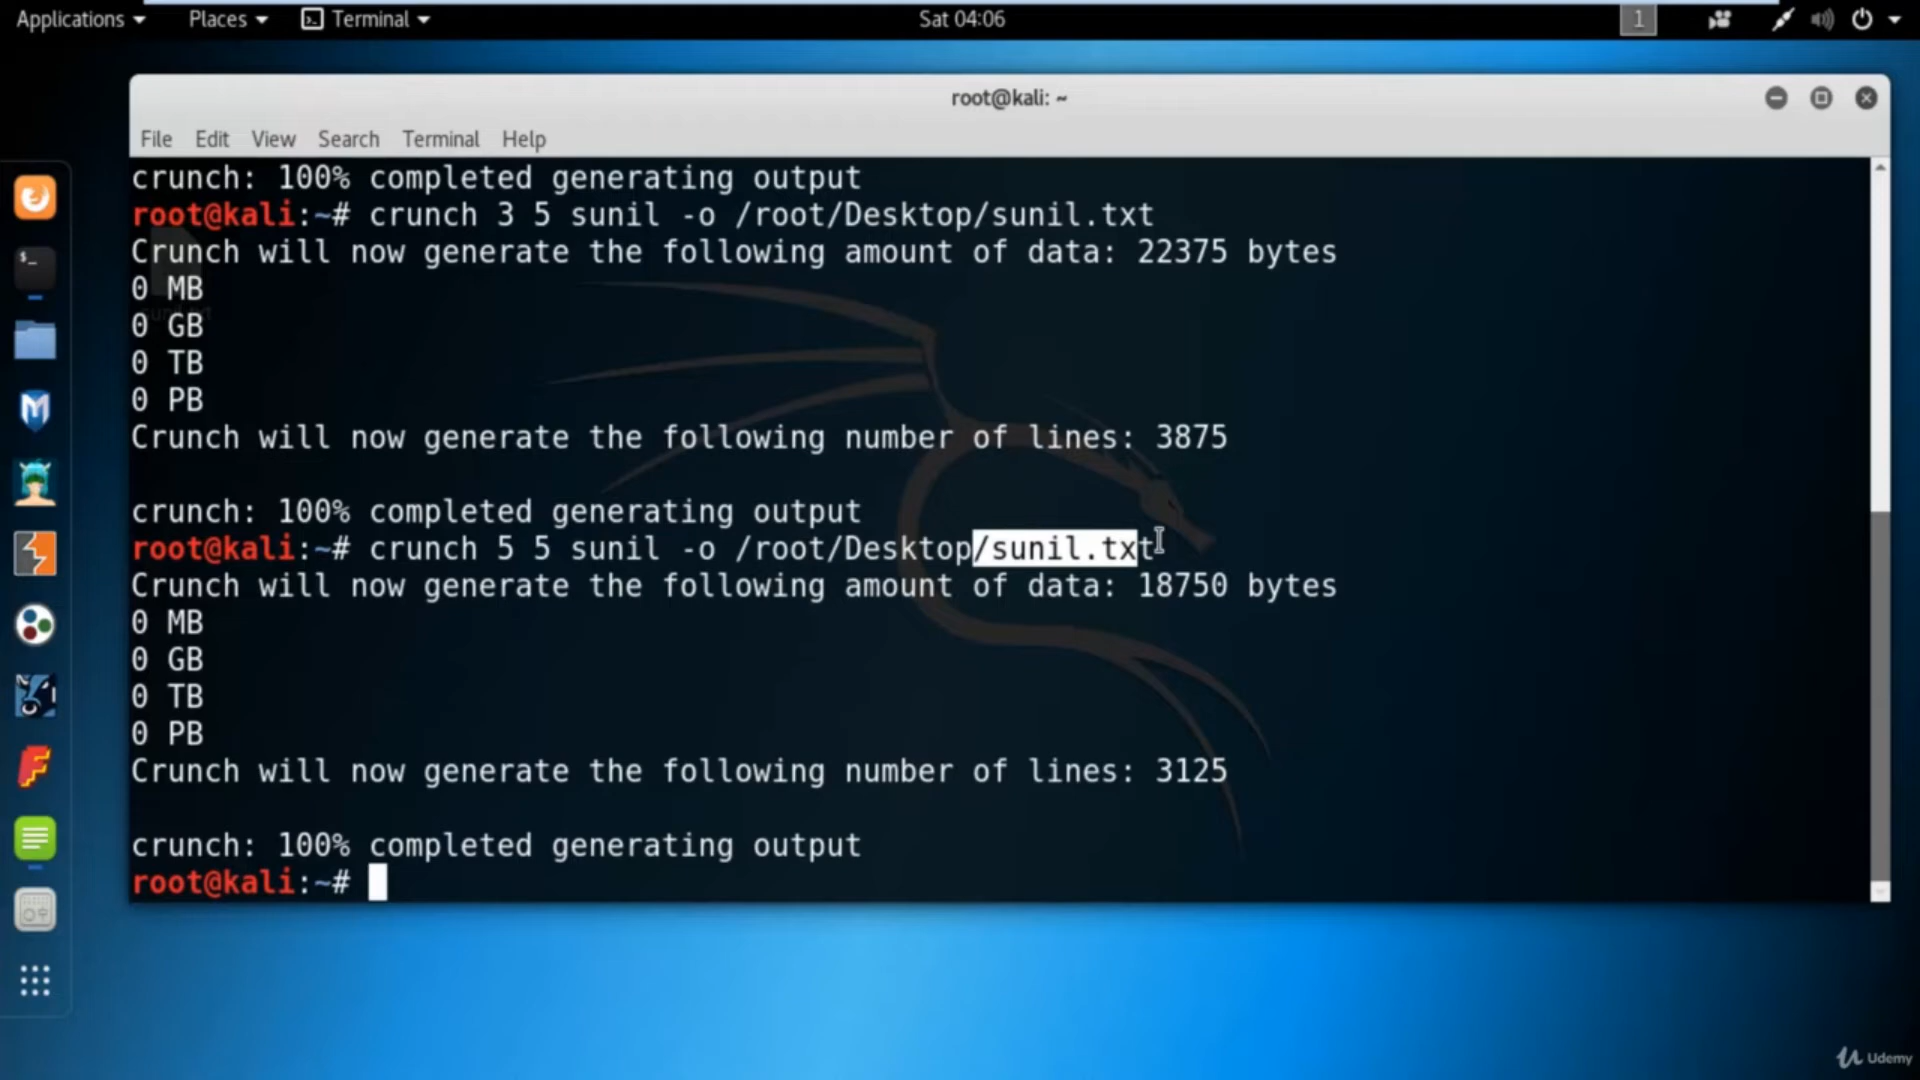 Applications Places Terminal Sat 04:06 1
root@kali: ~
File Edit View Search Terminal Help
crunch: 100% completed generating output
root@kali:~# crunch 3 5 sunil -o /root/Desktop/sunil.txt
Crunch will now generate the following amount of data: 22375 bytes
0 MB
0 GB
0 TB
0 PB
Crunch will now generate the following number of lines: 3875
crunch: 100% completed generating output
root@kali:~# crunch 5 5 sunil -o /root/Desktop/sunil.txt
Crunch will now generate the following amount of data: 18750 bytes
0 MB
0 GB
0 TB
0 PB
Crunch will now generate the following number of lines: 3125
crunch: 100% completed generating output
root@kali:~#
Udemy